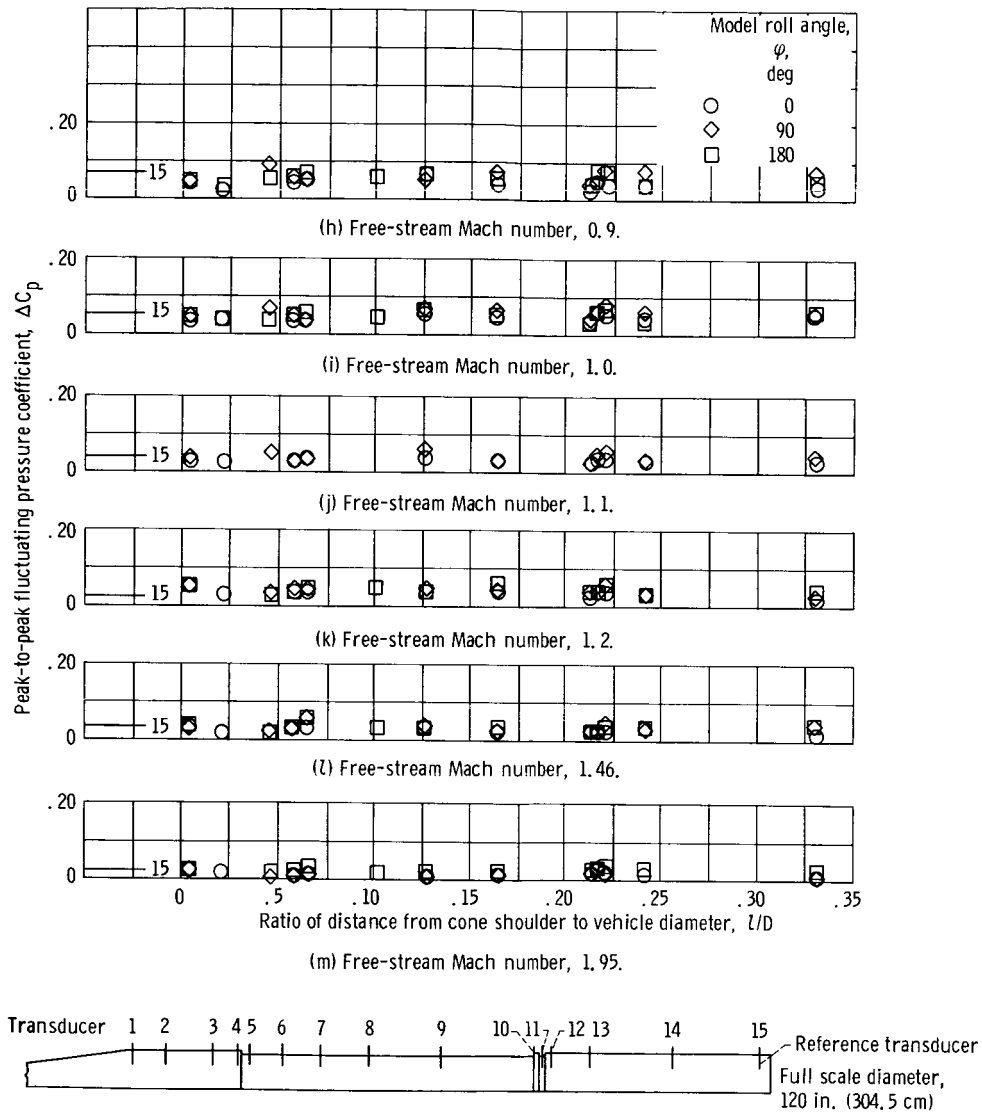 Model roll angle,
φ,
deg
0
90
180
.20
15
0
(h) Free-stream Mach number, 0.9.
Peak-to-peak fluctuating pressure coefficient, ΔCp
.20
15
0
(i) Free-stream Mach number, 1.0.
.20
15
0
(j) Free-stream Mach number, 1.1.
.20
15
0
(k) Free-stream Mach number, 1.2.
.20
15
0
(l) Free-stream Mach number, 1.46.
.20
15
0
0 .5 .10 .15 .20 .25 .30 .35
Ratio of distance from cone shoulder to vehicle diameter, l/D
(m) Free-stream Mach number, 1.95.
Transducer 1 2 3 4 5 6 7 8 9 10 11 12 13 14 15
Reference transducer
Full scale diameter,
120 in. (304.5 cm)